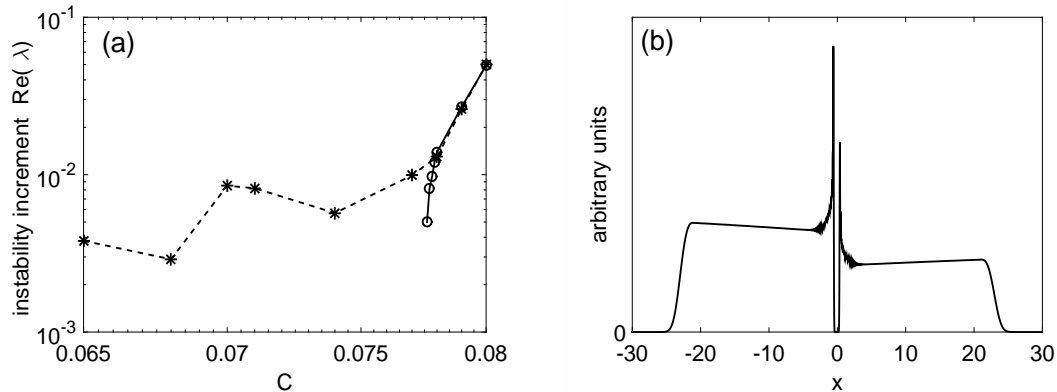 (a)
instability increment Re( λ)
10^-1
10^-2
10^-3
0.065 0.07 0.075 0.08
C
(b)
arbitrary units
0
-30 -20 -10 0 10 20 30
x